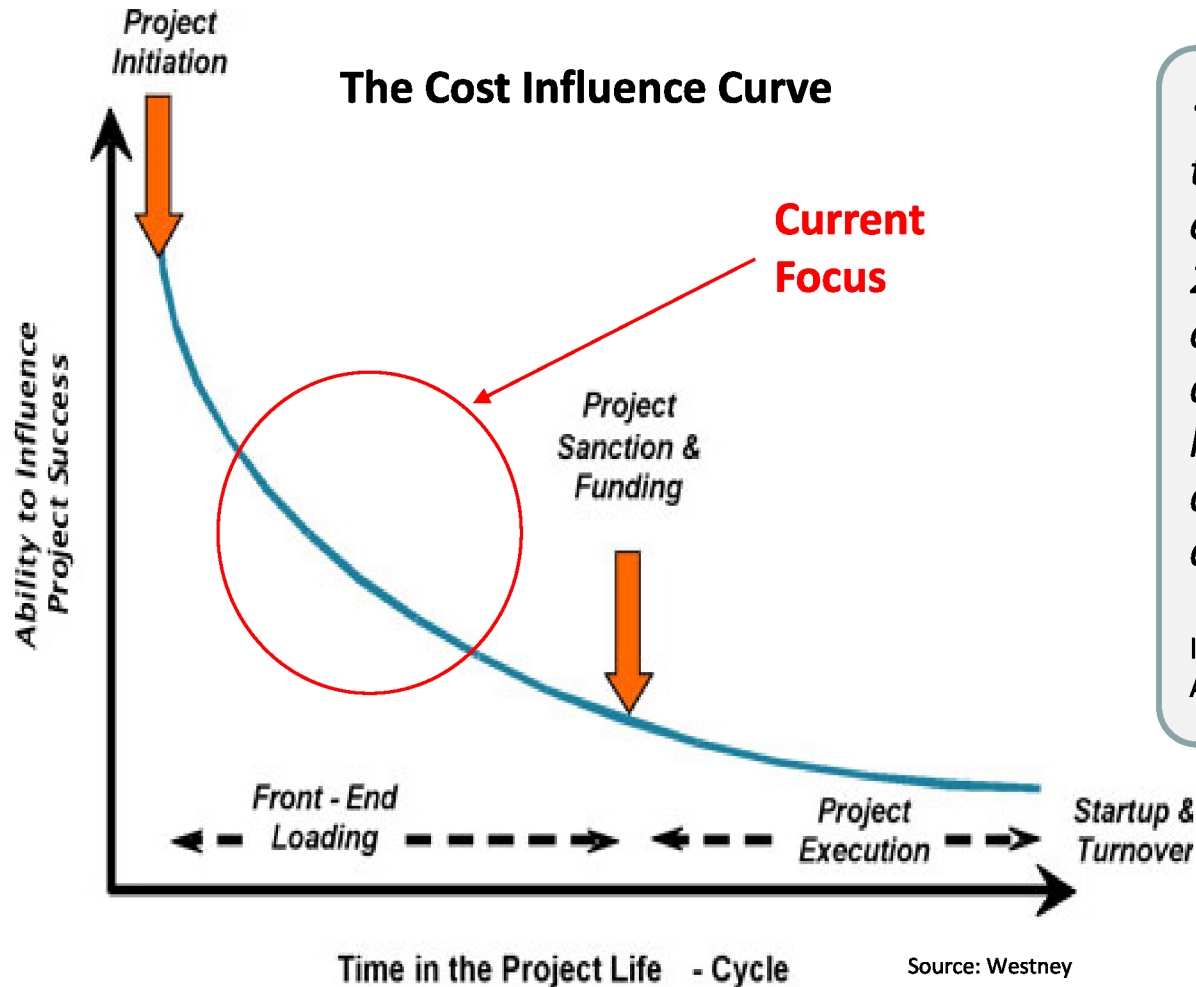 Project
Initiation
The Cost Influence Curve
Current
Focus
Project
Sanction &
Funding
Ability to Influence
Project Success
Front - End
Loading
Project
Execution
Startup &
Turnover
Time in the Project Life - Cycle
Source: Westney